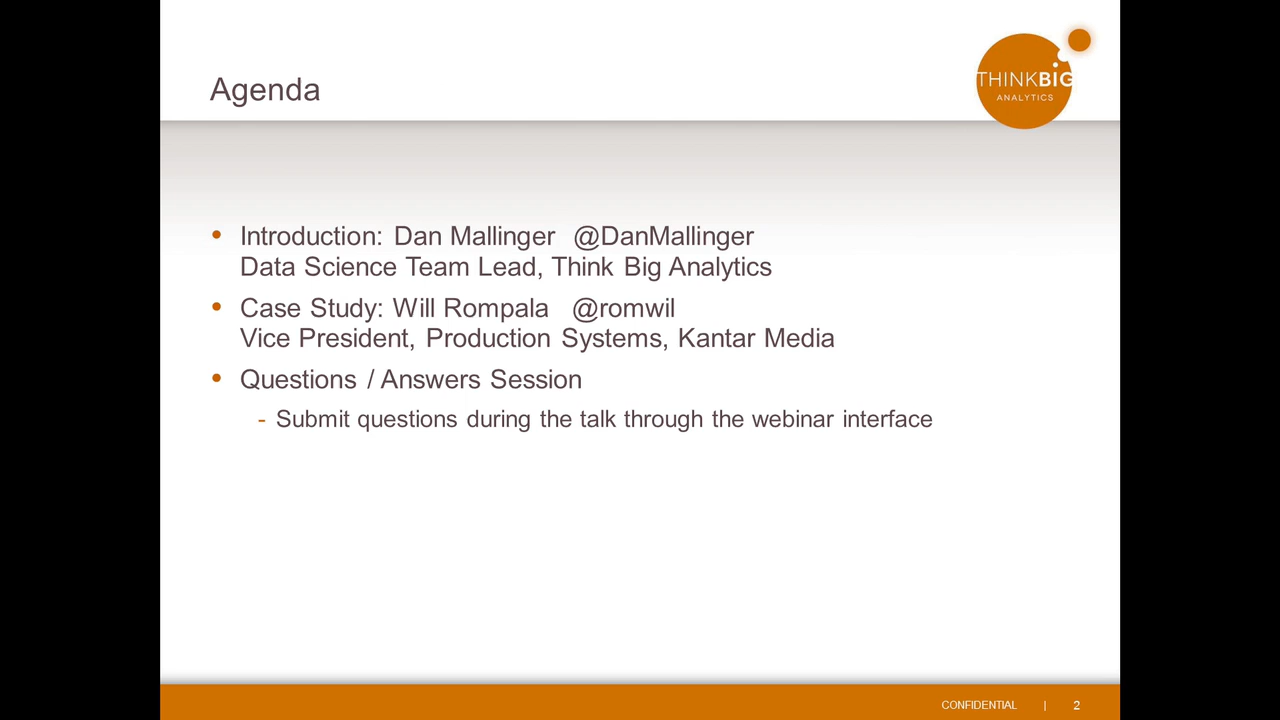 Agenda
THINKBIG
ANALYTICS
• Introduction: Dan Mallinger @DanMallinger
Data Science Team Lead, Think Big Analytics
• Case Study: Will Rompala @romwil
Vice President, Production Systems, Kantar Media
• Questions / Answers Session
- Submit questions during the talk through the webinar interface
CONFIDENTIAL | 2